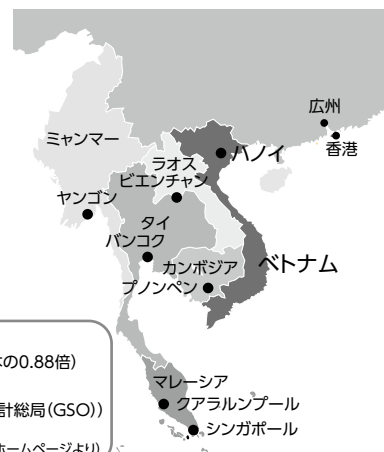 広州
香港
ハノイ
ミャンマー
ラオス
ビエンチャン
ヤンゴン
タイ
バンコク
カンボジア
プノンペン
ベトナム
マレーシア
クアラルンプール
シンガポール
の0.88倍)
計総局(GSO))
ホームページより)